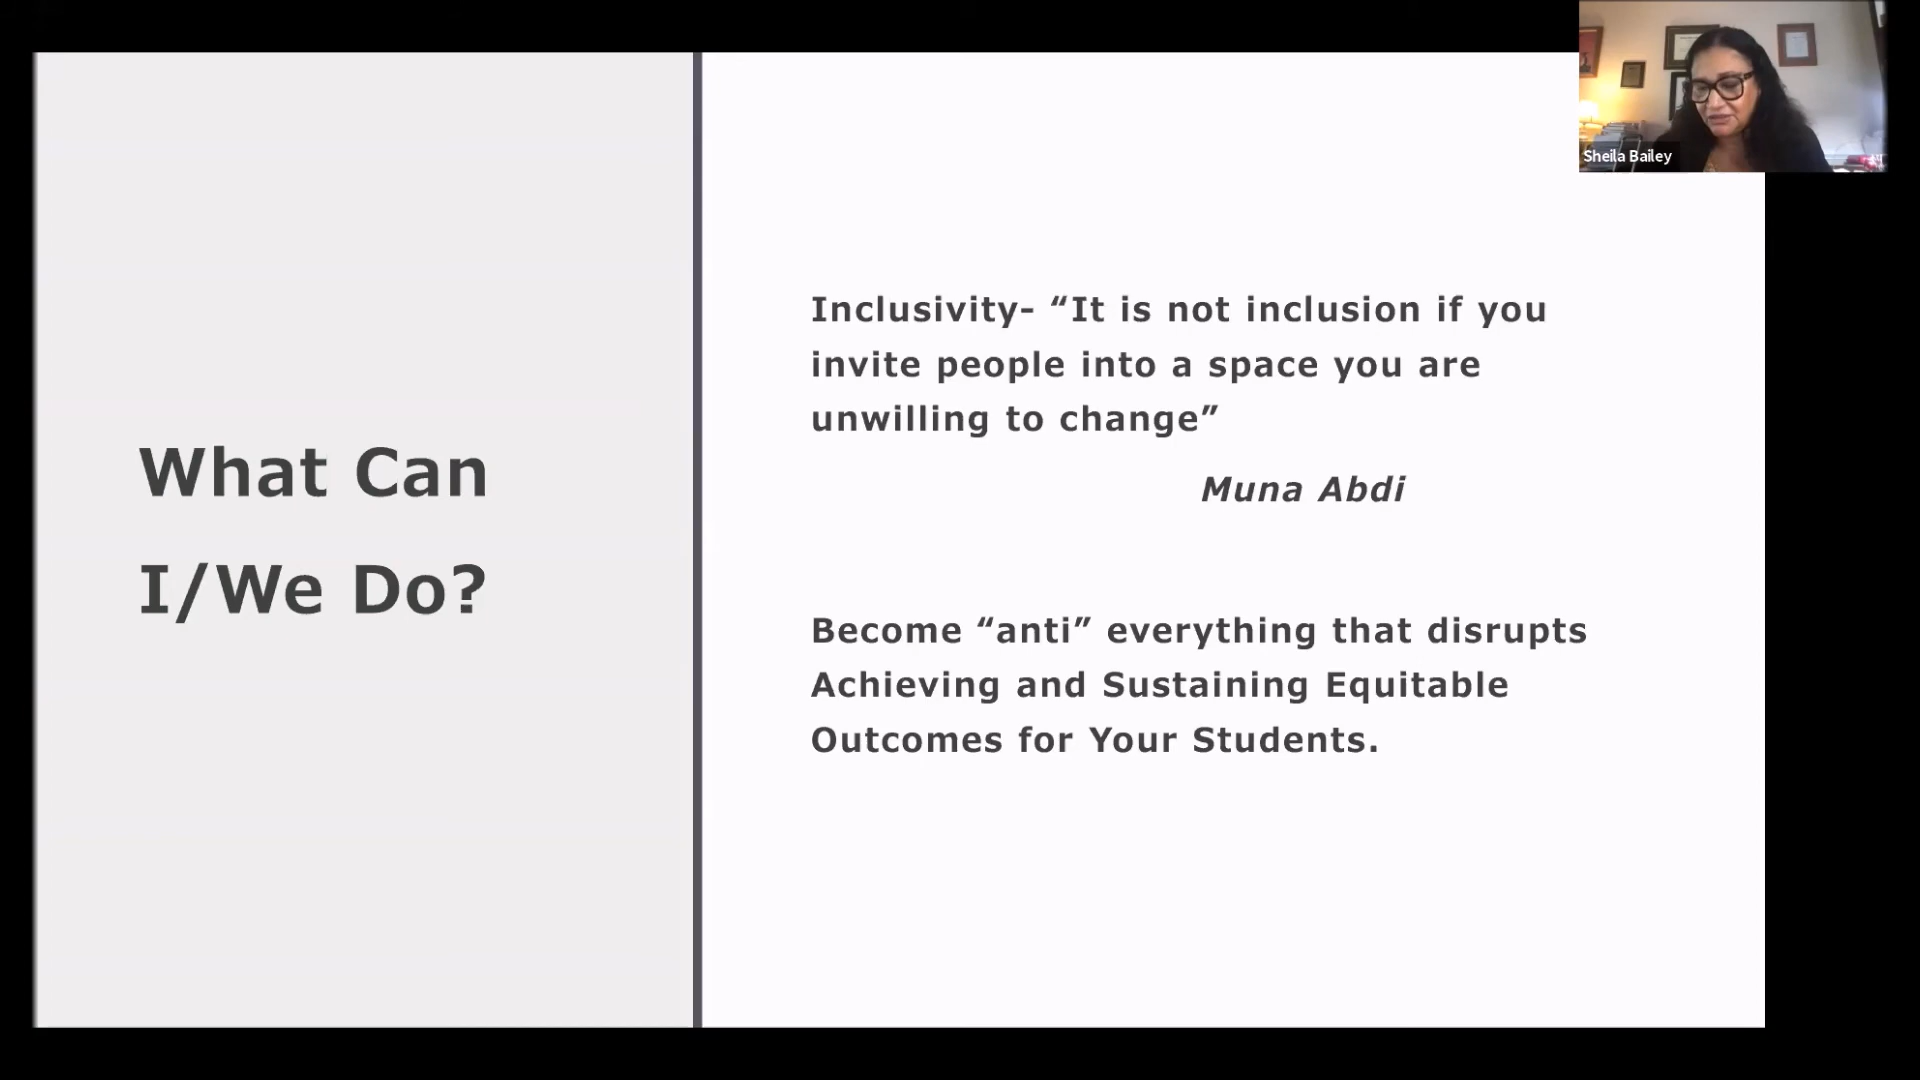 What Can
I/We Do?
Inclusivity- “It is not inclusion if you
invite people into a space you are
unwilling to change”
Muna Abdi
Become “anti” everything that disrupts
Achieving and Sustaining Equitable
Outcomes for Your Students.
Sheila Bailey